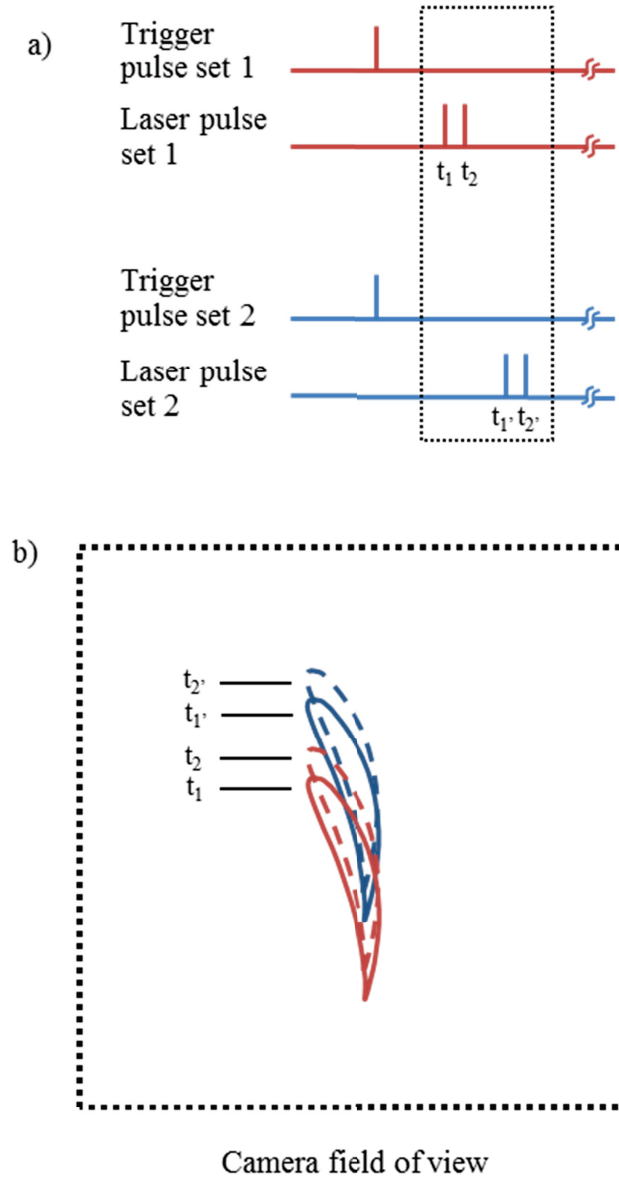 a)
Trigger
pulse set 1
Laser pulse
set 1
t₁ t₂
Trigger
pulse set 2
Laser pulse
set 2
t₁’ t₂’
b)
t₂’
t₁’
t₂
t₁
Camera field of view